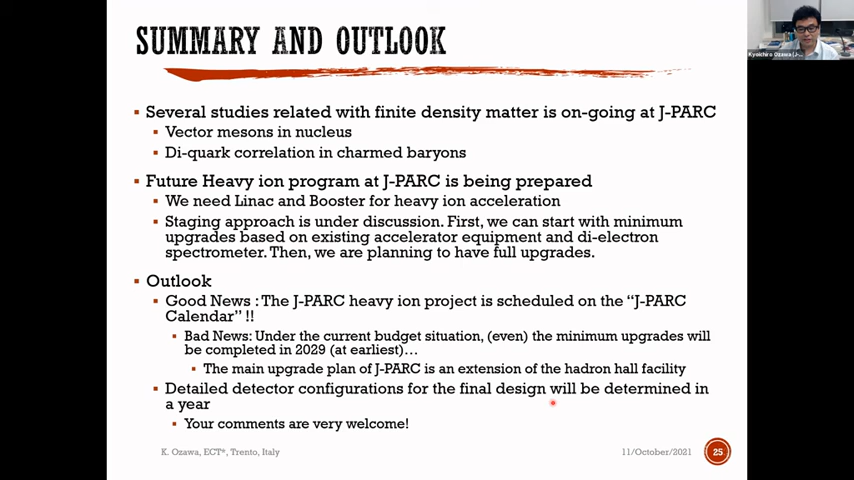 SUMMARY AND OUTLOOK
Kyoichiro Ozawa (J-...
▪ Several studies related with finite density matter is on-going at J-PARC
▪ Vector mesons in nucleus
▪ Di-quark correlation in charmed baryons
▪ Future Heavy ion program at J-PARC is being prepared
▪ We need Linac and Booster for heavy ion acceleration
▪ Staging approach is under discussion. First, we can start with minimum
upgrades based on existing accelerator equipment and di-electron
spectrometer. Then, we are planning to have full upgrades.
▪ Outlook
▪ Good News : The J-PARC heavy ion project is scheduled on the “J-PARC
Calendar” !!
▪ Bad News: Under the current budget situation, (even) the minimum upgrades will
be completed in 2029 (at earliest)…
▪ The main upgrade plan of J-PARC is an extension of the hadron hall facility
▪ Detailed detector configurations for the final design will be determined in
a year
▪ Your comments are very welcome!
K. Ozawa, ECT*, Trento, Italy
11/October/2021
25